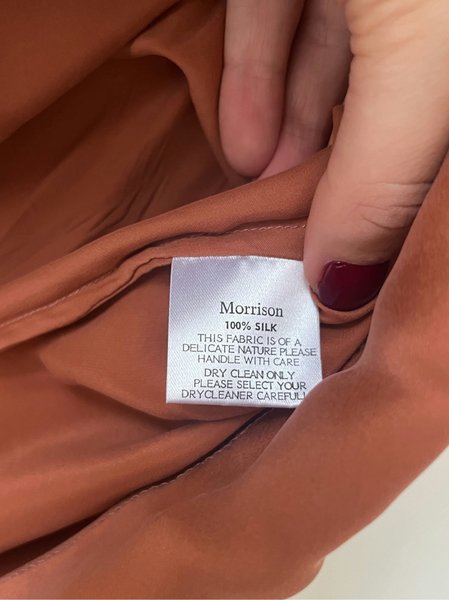 Morrison
100% SILK
THIS FABRIC IS OF A
DELICATE NATURE PLEASE
HANDLE WITH CARE
DRY CLEAN ONLY
PLEASE SELECT YOUR
DRYCLEANER CAREFULL